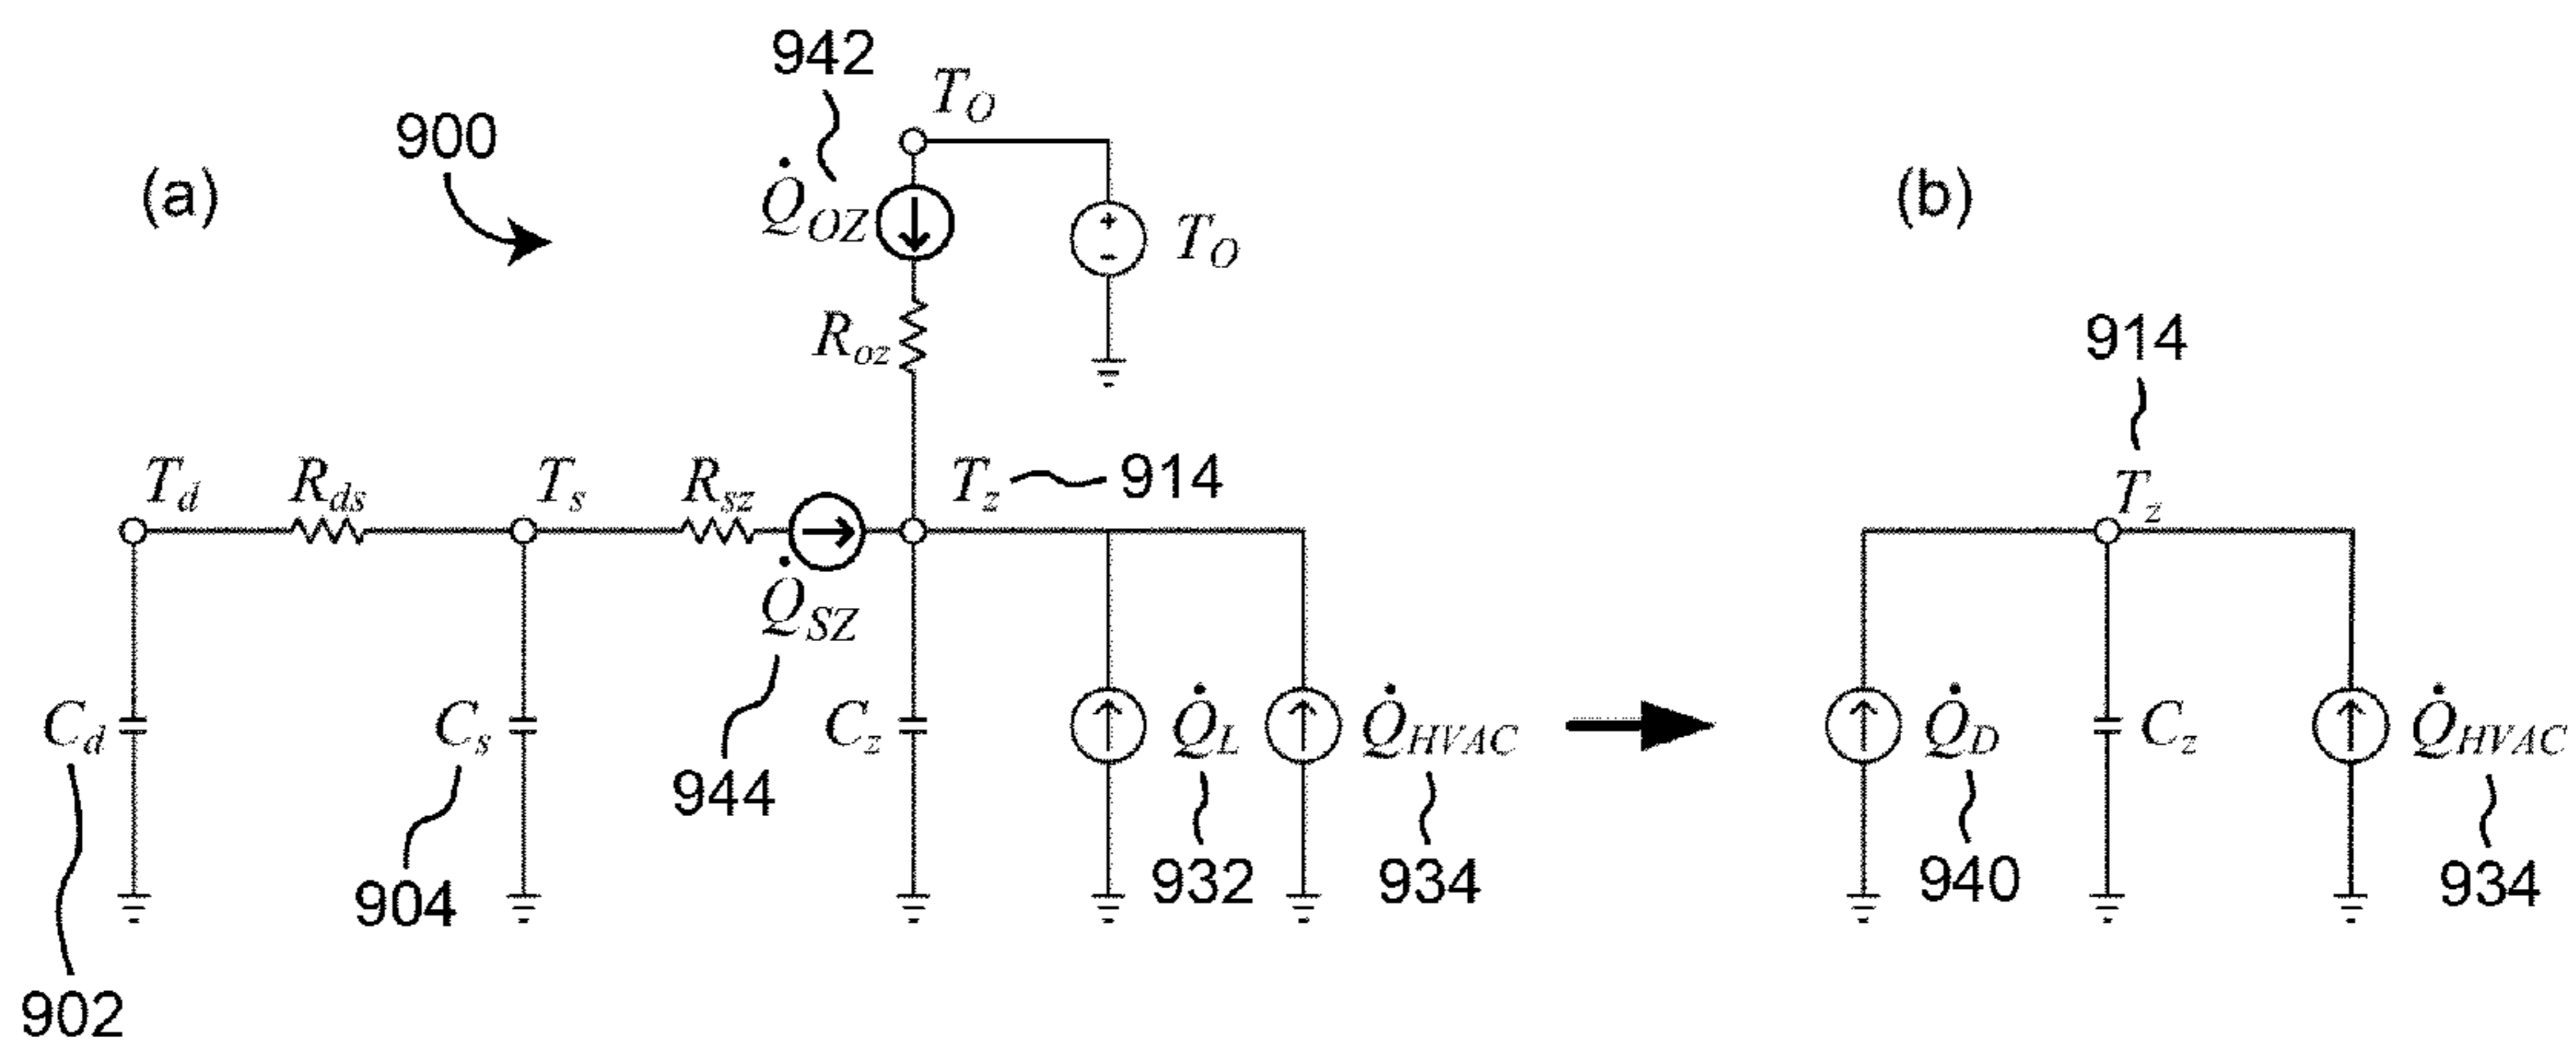 942
T_O
900
(a)
Q̇_OZ
T_O
(b)
R_oz
914
T_d
R_ds
T_s
R_sz
T_z
914
T_z
Q̇_SZ
C_d
C_s
C_z
Q̇_L
Q̇_HVAC
Q̇_D
C_z
Q̇_HVAC
944
904
932
934
940
934
902